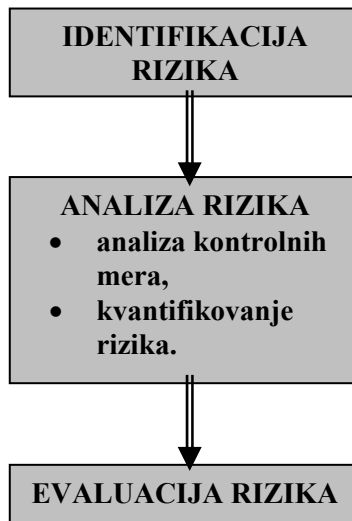 IDENTIFIKACIJA
RIZIKA
ANALIZA RIZIKA
• analiza kontrolnih
mera,
• kvantifikovanje
rizika.
EVALUACIJA RIZIKA